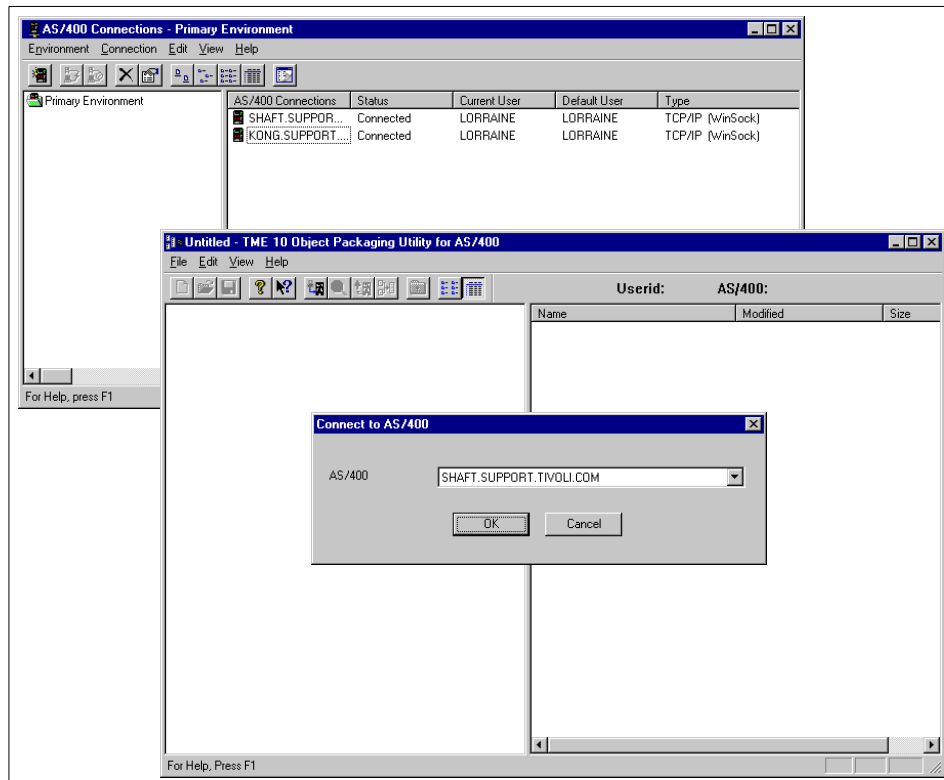 AS/400 Connections - Primary Environment
Environment Connection Edit View Help
Primary Environment
AS/400 Connections Status Current User Default User Type
SHAFT.SUPPOR... Connected LORRAINE LORRAINE TCP/IP (WinSock)
KONG.SUPPORT.... Connected LORRAINE LORRAINE TCP/IP (WinSock)
For Help, press F1
Untitled - TME 10 Object Packaging Utility for AS/400
File Edit View Help
Userid: AS/400:
Name Modified Size
Connect to AS/400
AS/400 SHAFT.SUPPORT.TIVOLI.COM
OK Cancel
For Help, Press F1